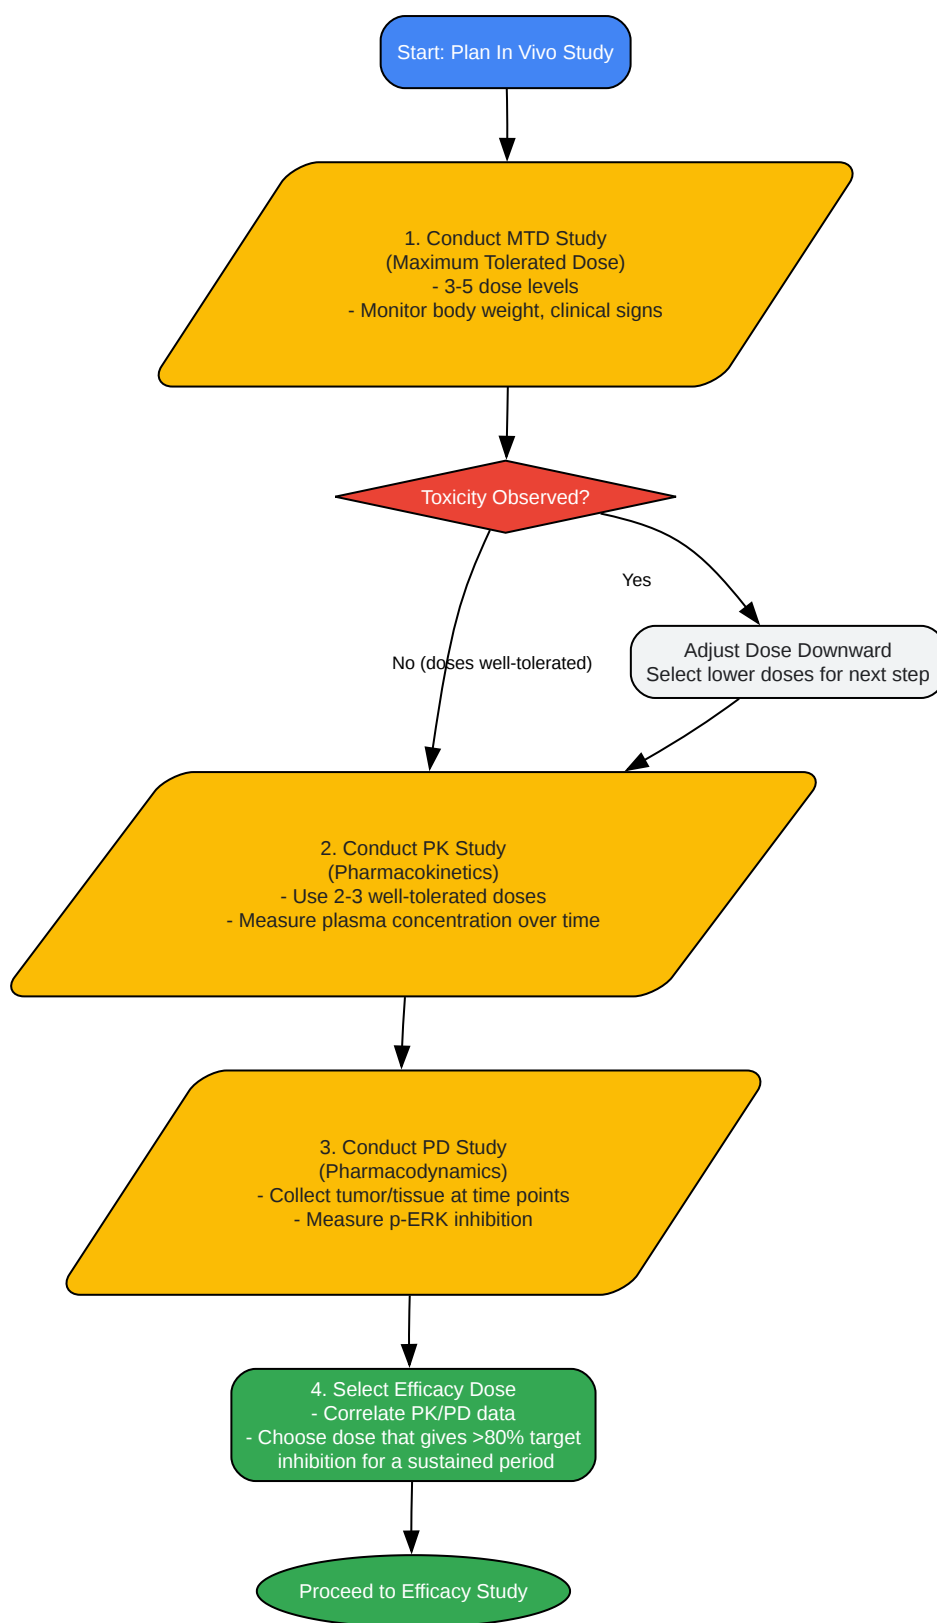 Start: Plan In Vivo Study
1. Conduct MTD Study
(Maximum Tolerated Dose)
- 3-5 dose levels
- Monitor body weight, clinical signs
Toxicity Observed?
Yes
Adjust Dose Downward
Select lower doses for next step
No (doses well-tolerated)
2. Conduct PK Study
(Pharmacokinetics)
- Use 2-3 well-tolerated doses
- Measure plasma concentration over time
3. Conduct PD Study
(Pharmacodynamics)
- Collect tumor/tissue at time points
- Measure p-ERK inhibition
4. Select Efficacy Dose
- Correlate PK/PD data
- Choose dose that gives >80% target
inhibition for a sustained period
Proceed to Efficacy Study